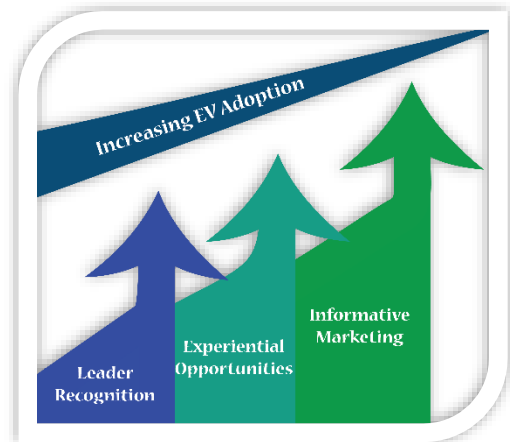 Increasing EV Adoption
Leader
Recognition
Experiential
Opportunities
Informative
Marketing